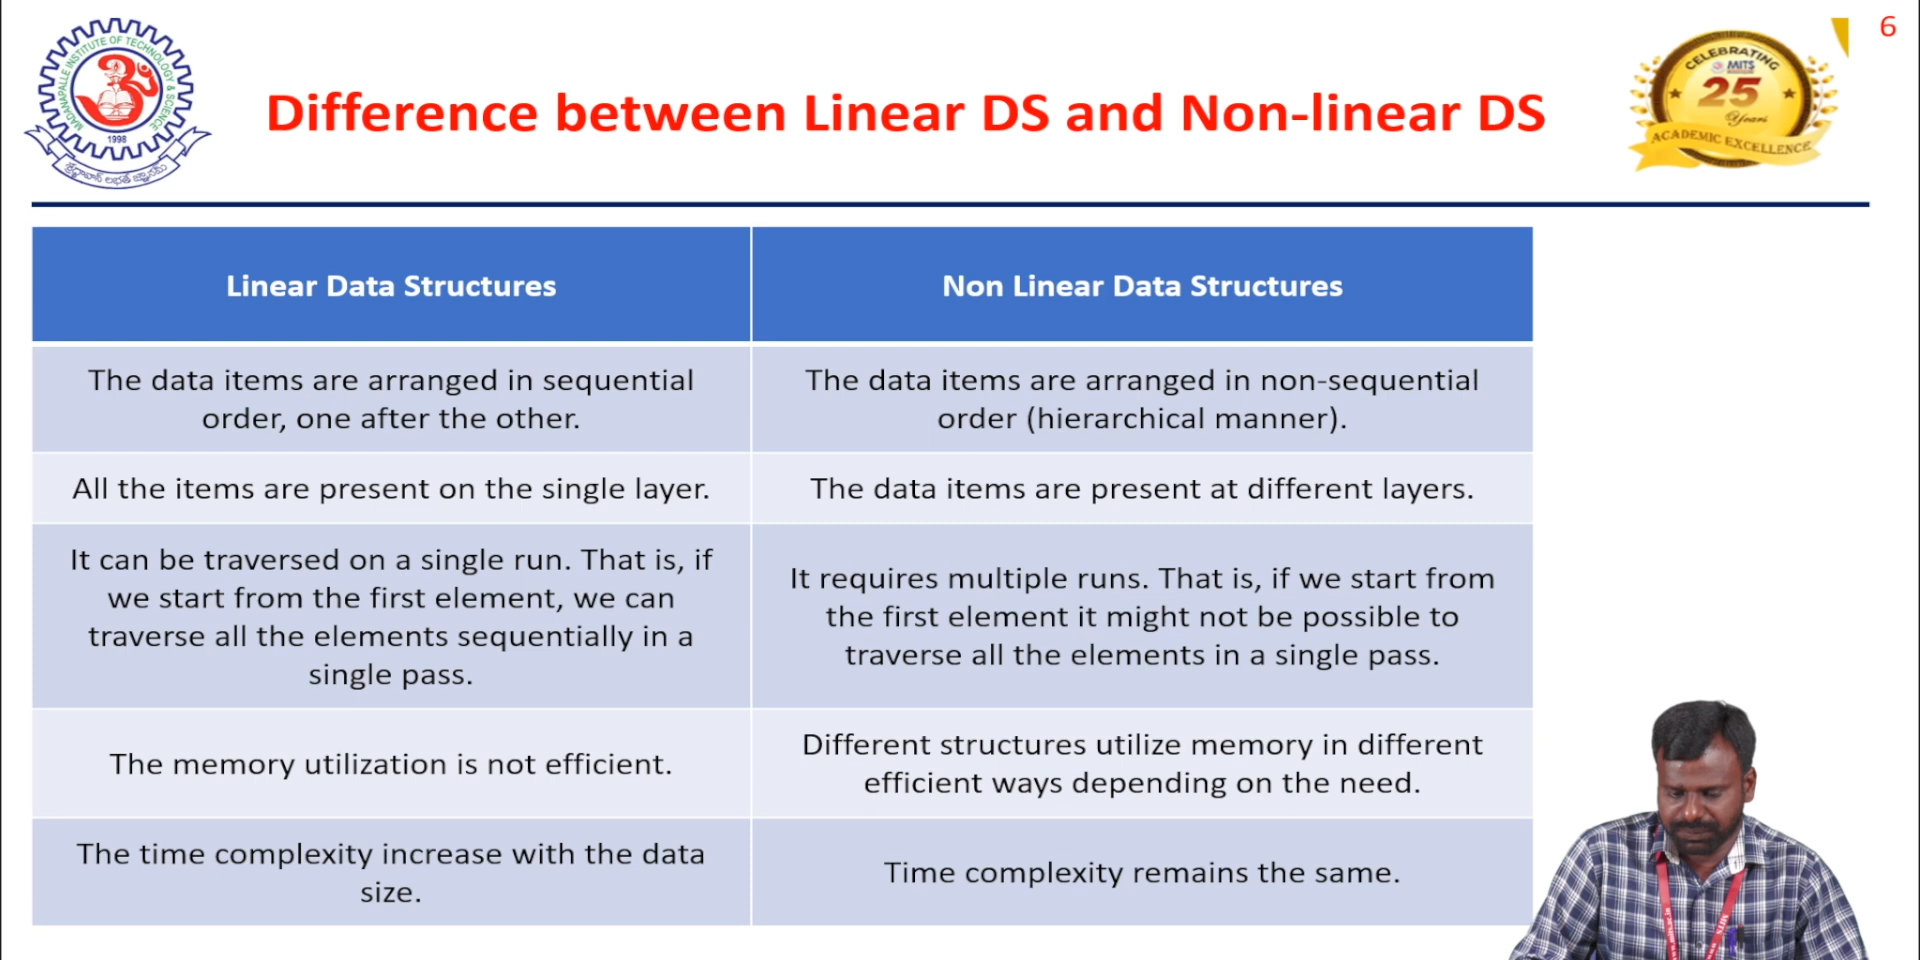 6
MADANAPALLE INSTITUTE OF TECHNOLOGY & SCIENCE
1998
Difference between Linear DS and Non-linear DS
CELEBRATING
MITS
25
Years
ACADEMIC EXCELLENCE
Linear Data Structures
Non Linear Data Structures
The data items are arranged in sequential
order, one after the other.
The data items are arranged in non-sequential
order (hierarchical manner).
All the items are present on the single layer.
The data items are present at different layers.
It can be traversed on a single run. That is, if
we start from the first element, we can
traverse all the elements sequentially in a
single pass.
It requires multiple runs. That is, if we start from
the first element it might not be possible to
traverse all the elements in a single pass.
The memory utilization is not efficient.
Different structures utilize memory in different
efficient ways depending on the need.
The time complexity increase with the data
size.
Time complexity remains the same.